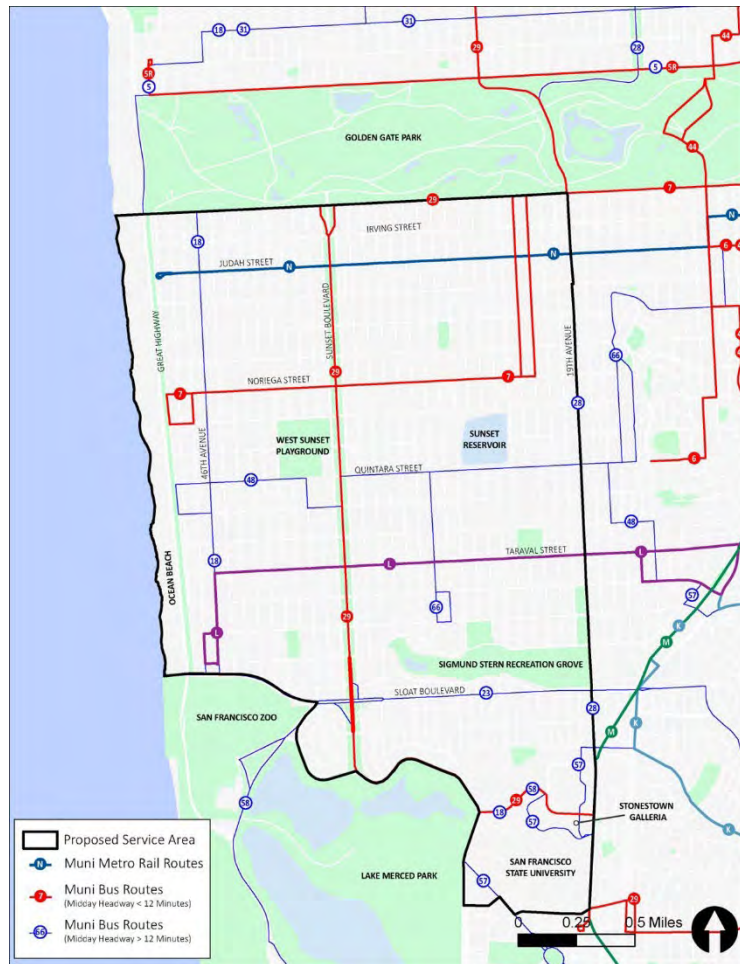 18
31
31
29
28
44
5R
5
5
5R
GOLDEN GATE PARK
44
7
18
IRVING STREET
N
JUDAH STREET
N
N
6
GREAT HIGHWAY
SUNSET BOULEVARD
19TH AVENUE
66
29
7
NORIEGA STREET
7
28
46TH AVENUE
WEST SUNSET
PLAYGROUND
SUNSET
RESERVOIR
6
QUINTARA STREET
48
48
OCEAN BEACH
18
L
TARAVAL STREET
L
57
66
29
K
M
L
SIGMUND STERN RECREATION GROVE
SAN FRANCISCO ZOO
SLOAT BOULEVARD
23
28
K
M
57
58
58
18
29
57
STONESTOWN
GALLERIA
K
LAKE MERCED PARK
57
SAN FRANCISCO
STATE UNIVERSITY
29
0.25
0.5 Miles
Proposed Service Area
N
Muni Metro Rail Routes
7
Muni Bus Routes
(Midday Headway < 12 Minutes)
66
Muni Bus Routes
(Midday Headway > 12 Minutes)
0